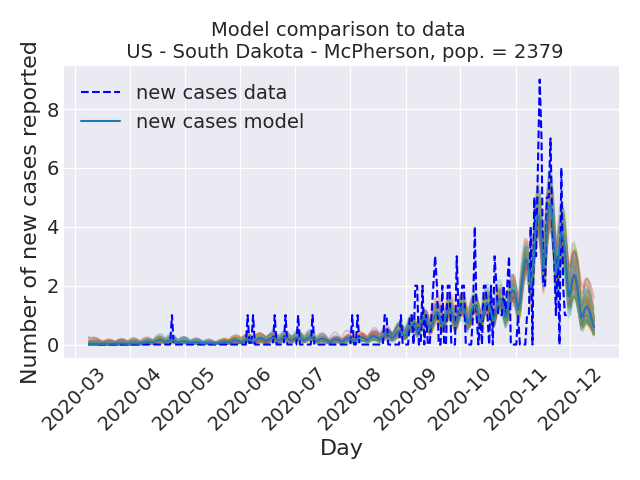 Model comparison to data
US - South Dakota - McPherson, pop. = 2379
Number of new cases reported
8
6
4
2
0
new cases data
new cases model
2020-03
2020-04
2020-05
2020-06
2020-07
2020-08
2020-09
2020-10
2020-11
2020-12
Day